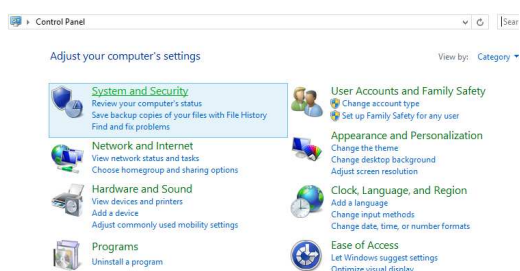 Control Panel
Sear
Adjust your computer's settings
View by: Category
System and Security
Review your computer's status
Save backup copies of your files with File History
Find and fix problems
Network and Internet
View network status and tasks
Choose homegroup and sharing options
Hardware and Sound
View devices and printers
Add a device
Adjust commonly used mobility settings
Programs
Uninstall a program
User Accounts and Family Safety
Change account type
Set up Family Safety for any user
Appearance and Personalization
Change the theme
Change desktop background
Adjust screen resolution
Clock, Language, and Region
Add a language
Change input methods
Change date, time, or number formats
Ease of Access
Let Windows suggest settings
Optimize visual display